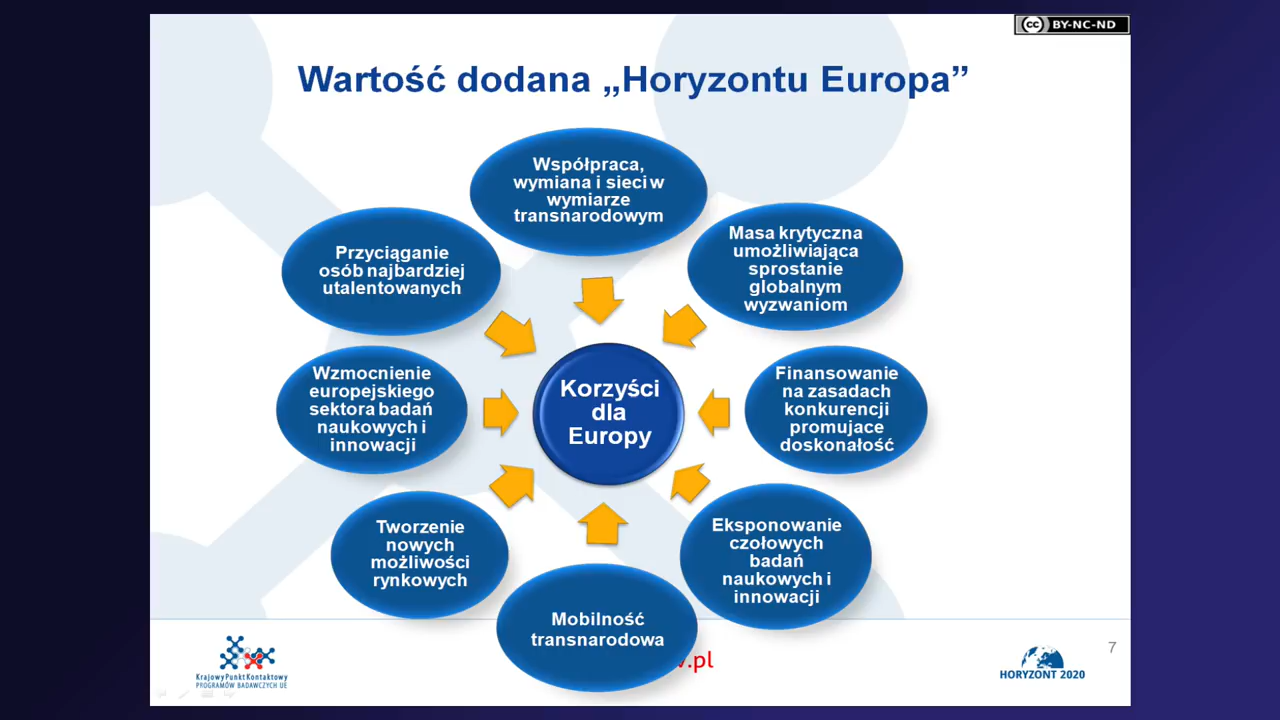 cc BY-NC-ND
Wartość dodana „Horyzontu Europa”
Współpraca,
wymiana i sieci w
wymiarze
transnarodowym
Masa krytyczna
umożliwiająca
sprostanie
globalnym
wyzwaniom
Przyciąganie
osób najbardziej
utalentowanych
Wzmocnienie
europejskiego
sektora badań
naukowych i
innowacji
Korzyści
dla
Europy
Finansowanie
na zasadach
konkurencji
promujace
doskonałość
Tworzenie
nowych
możliwości
rynkowych
Eksponowanie
czołowych
badań
naukowych i
innowacji
Mobilność
transnarodowa
.pl
7
Krajowy Punkt Kontaktowy
PROGRAMÓW BADAWCZYCH UE
HORYZONT 2020